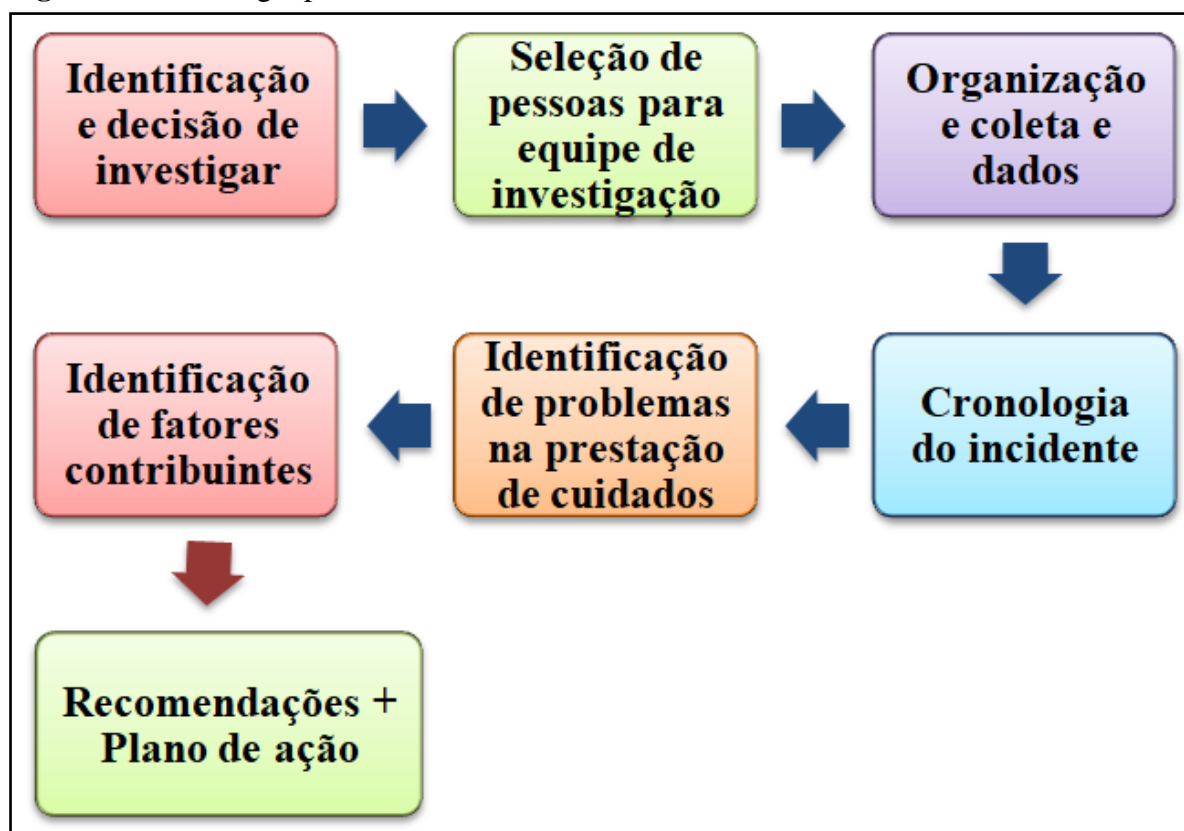 Identificação
e decisão de
investigar
Seleção de
pessoas para
equipe de
investigação
Organização
e coleta e
dados
Cronologia
do incidente
Identificação
de problemas
na prestação
de cuidados
Identificação
de fatores
contribuintes
Recomendações +
Plano de ação